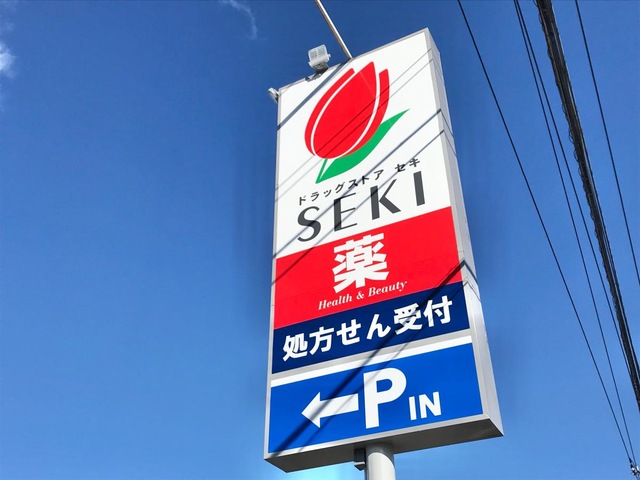 ドラッグストア セキ
SEKI
薬
Health & Beauty
処方せん受付
←P IN